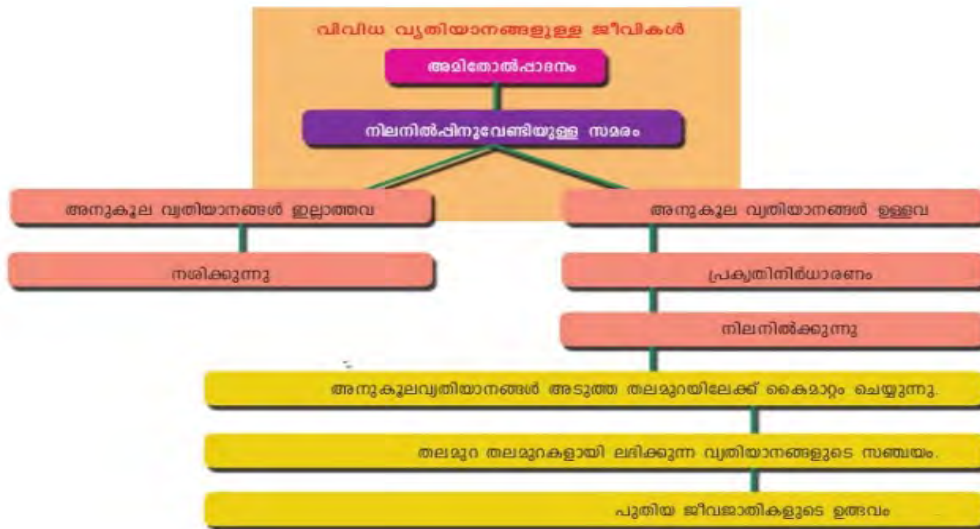 വിവിധ വ്യതിയാനങ്ങളുള്ള ജീവികൾ
അമിതോൽപ്പാദനം
നിലനിൽപ്പിനുവേണ്ടിയുള്ള സമരം
അനുകൂല വ്യതിയാനങ്ങൾ ഇല്ലാത്തവ
അനുകൂല വ്യതിയാനങ്ങൾ ഉള്ളവ
നശിക്കുന്നു
പ്രകൃതിനിർധാരണം
നിലനിൽക്കുന്നു
അനുകൂലവ്യതിയാനങ്ങൾ അടുത്ത തലമുറയിലേക്ക് കൈമാറ്റം ചെയ്യുന്നു.
തലമുറ തലമുറകളായി ലഭിക്കുന്ന വ്യതിയാനങ്ങളുടെ സഞ്ചയം.
പുതിയ ജീവജാതികളുടെ ഉത്ഭവം